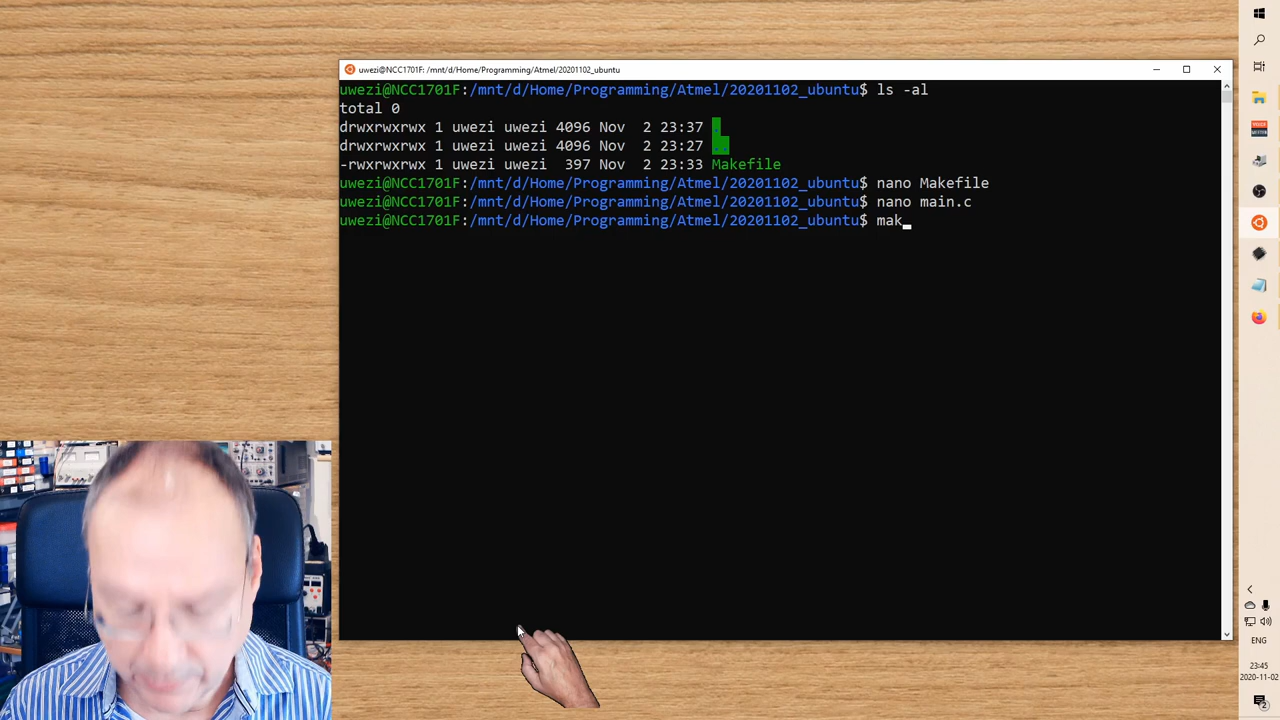 uwezi@NCC1701F: /mnt/d/Home/Programming/Atmel/20201102_ubuntu
uwezi@NCC1701F:/mnt/d/Home/Programming/Atmel/20201102_ubuntu$ ls -al
total 0
drwxrwxrwx 1 uwezi uwezi 4096 Nov  2 23:37 .
drwxrwxrwx 1 uwezi uwezi 4096 Nov  2 23:27 ..
-rwxrwxrwx 1 uwezi uwezi  397 Nov  2 23:33 Makefile
uwezi@NCC1701F:/mnt/d/Home/Programming/Atmel/20201102_ubuntu$ nano Makefile
uwezi@NCC1701F:/mnt/d/Home/Programming/Atmel/20201102_ubuntu$ nano main.c
uwezi@NCC1701F:/mnt/d/Home/Programming/Atmel/20201102_ubuntu$ mak
ENG
23:45
2020-11-02
2